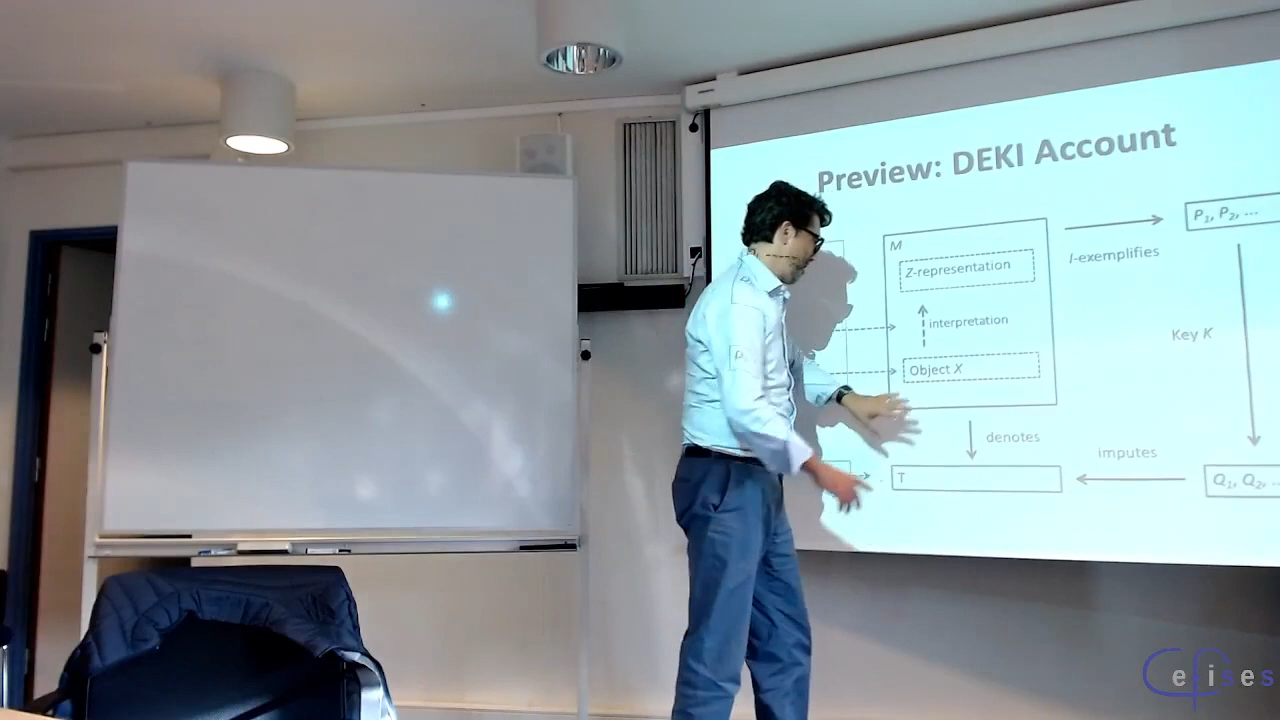 Preview: DEKI Account
M
Z-representation
interpretation
Object X
I-exemplifies
P₁, P₂, ...
Key K
denotes
imputes
T
Q₁, Q₂, ...
Cefises